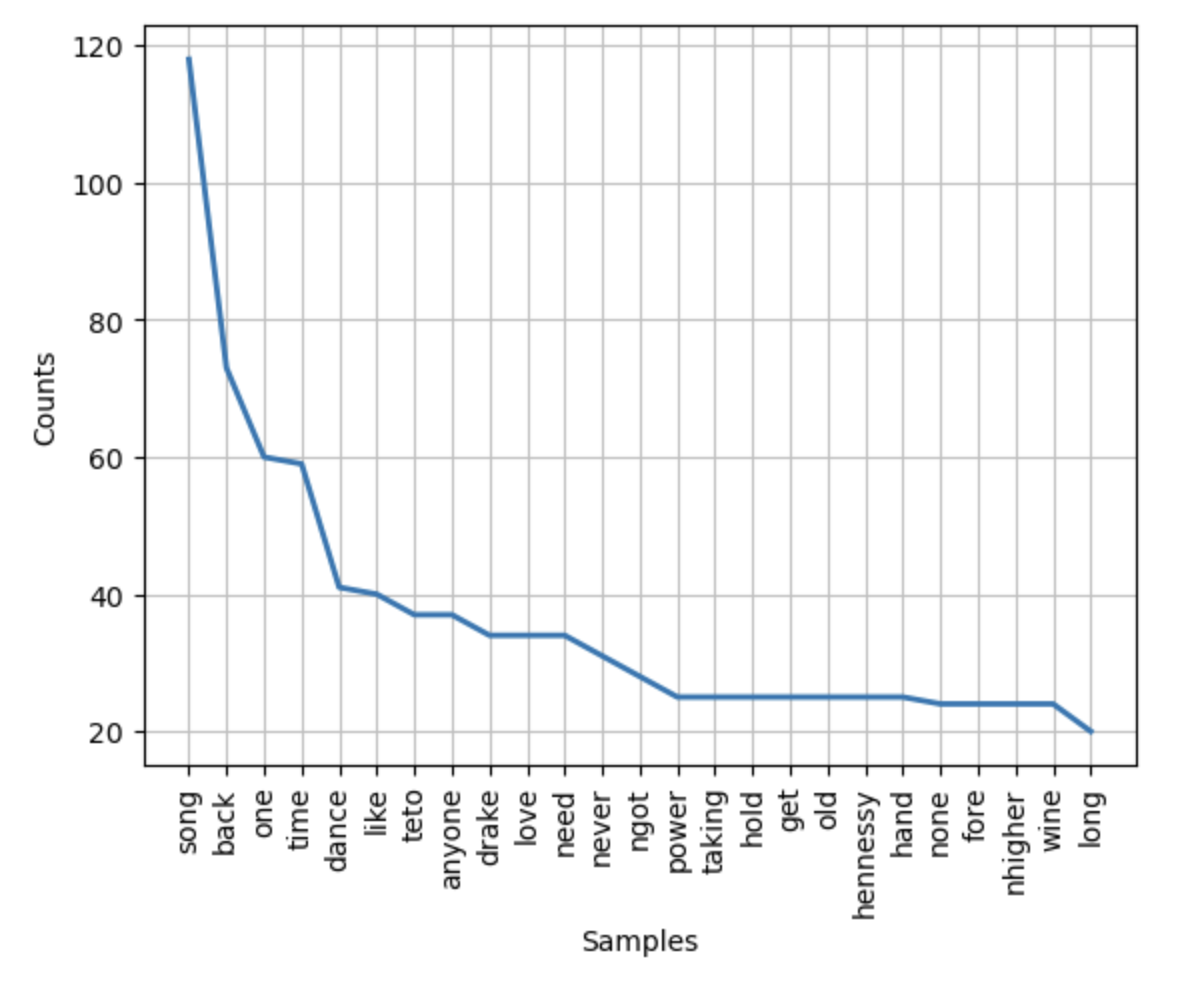 120
100
80
60
40
20
Counts
song
back
one
time
dance
like
teto
anyone
drake
love
need
never
ngot
power
taking
hold
get
old
hennessy
hand
none
fore
nhigher
wine
long
Samples